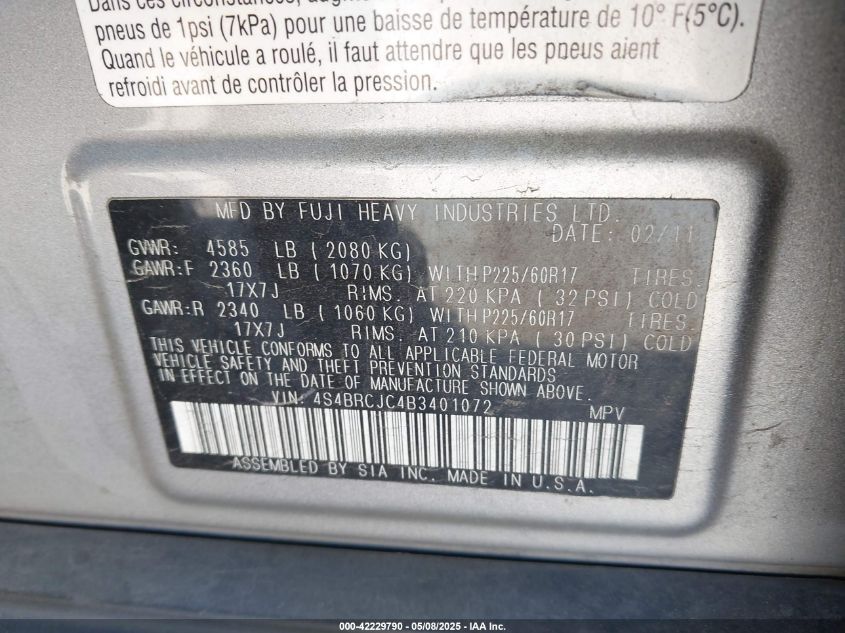 Dans ces circonstances,
pneus de 1psi (7kPa) pour une baisse de température de 10° F(5°C).
Quand le véhicule a roulé, il faut attendre que les pneus aient
refroidi avant de contrôler la pression.
MFD BY FUJI HEAVY INDUSTRIES LTD.
DATE: 02/11
GVWR: 4585 LB ( 2080 KG)
GAWR:F 2360 LB ( 1070 KG) WITH P225/60R17 TIRES.
17X7J RIMS. AT 220 KPA ( 32 PSI) COLD
GAWR:R 2340 LB ( 1060 KG) WITH P225/60R17 TIRES.
17X7J RIMS. AT 210 KPA ( 30 PSI) COLD
THIS VEHICLE CONFORMS TO ALL APPLICABLE FEDERAL MOTOR
VEHICLE SAFETY AND THEFT PREVENTION STANDARDS
IN EFFECT ON THE DATE OF MANUFACTURE SHOWN ABOVE.
VIN: 4S4BRCJC4B3401072 MPV
ASSEMBLED BY SIA INC. MADE IN U.S.A.
000-42229790 - 05/08/2025 - IAA Inc.